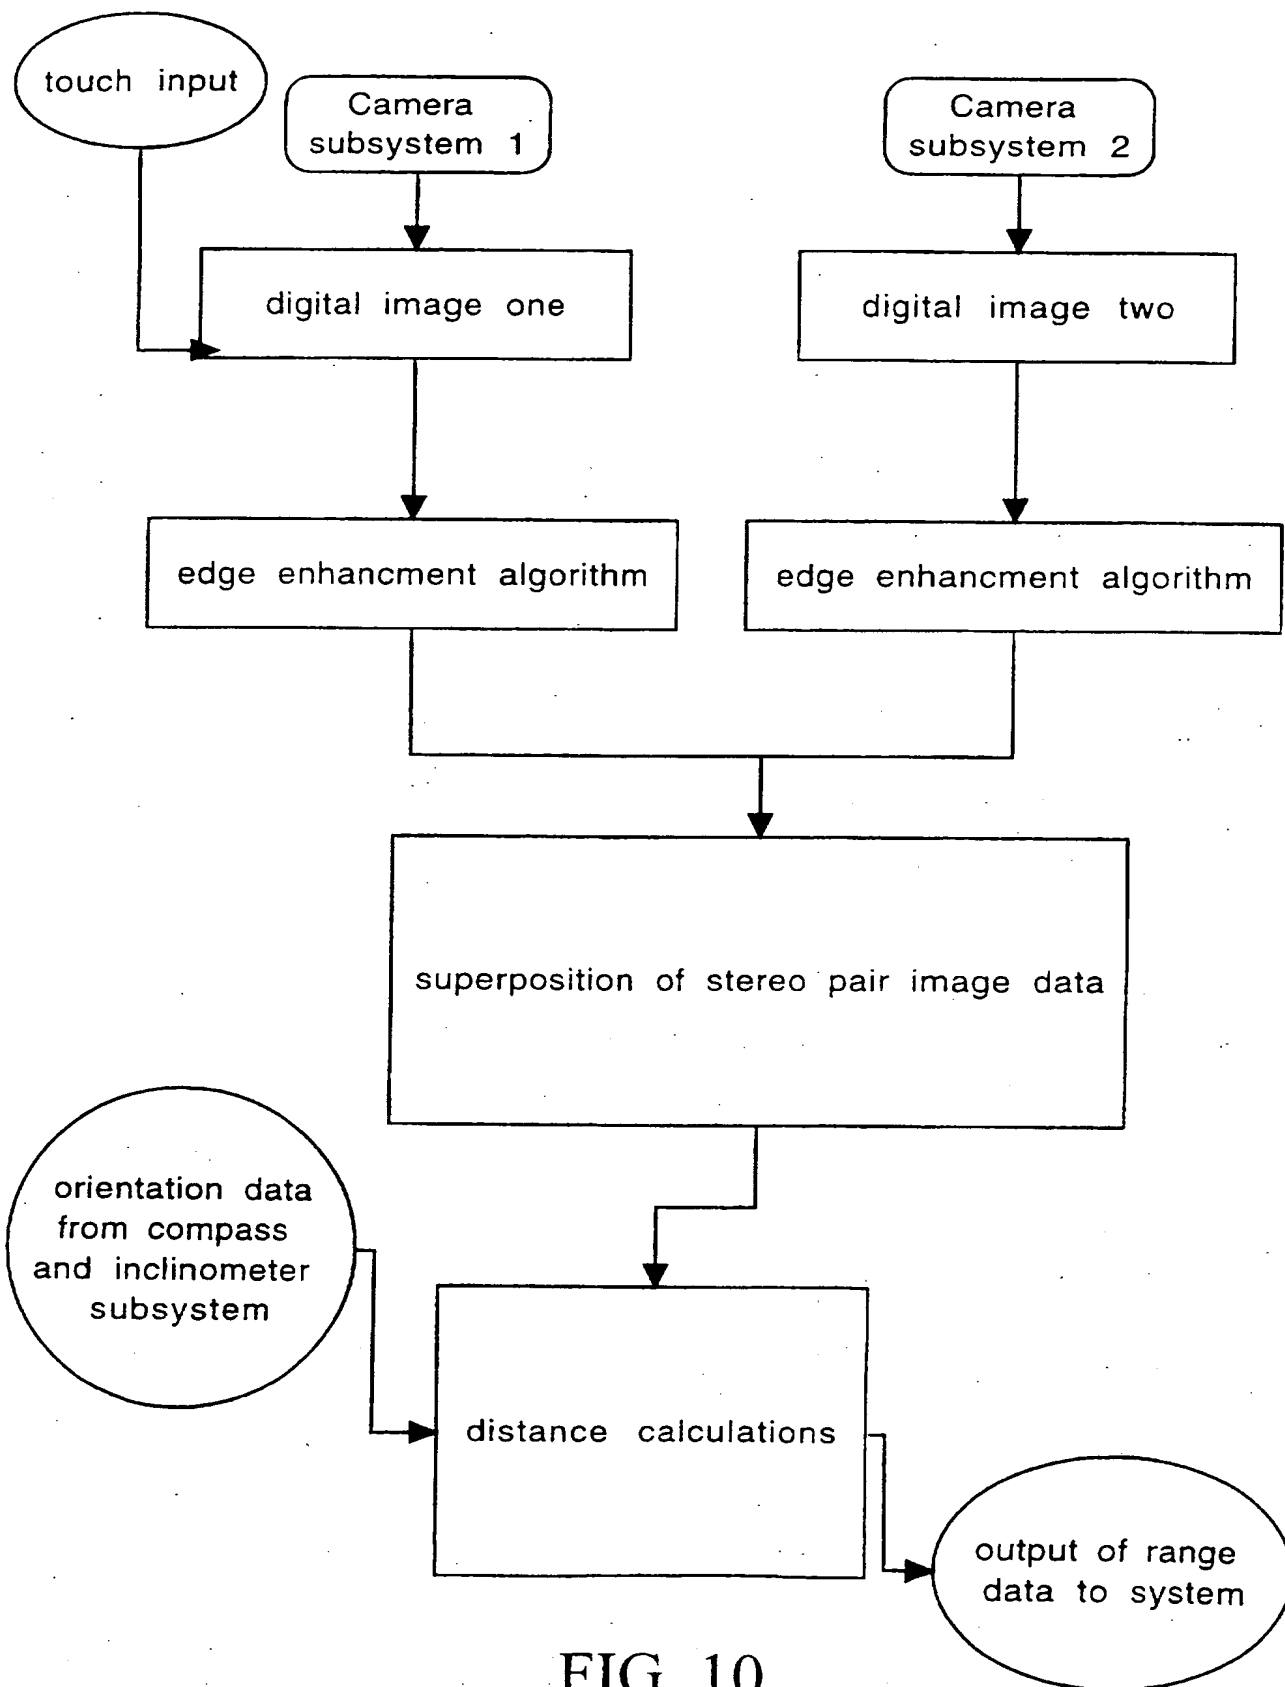 touch input
Camera
subsystem 1
Camera
subsystem 2
digital image one
digital image two
edge enhancment algorithm
edge enhancment algorithm
superposition of stereo pair image data
orientation data
from compass
and inclinometer
subsystem
distance calculations
output of range
data to system
FIG. 10